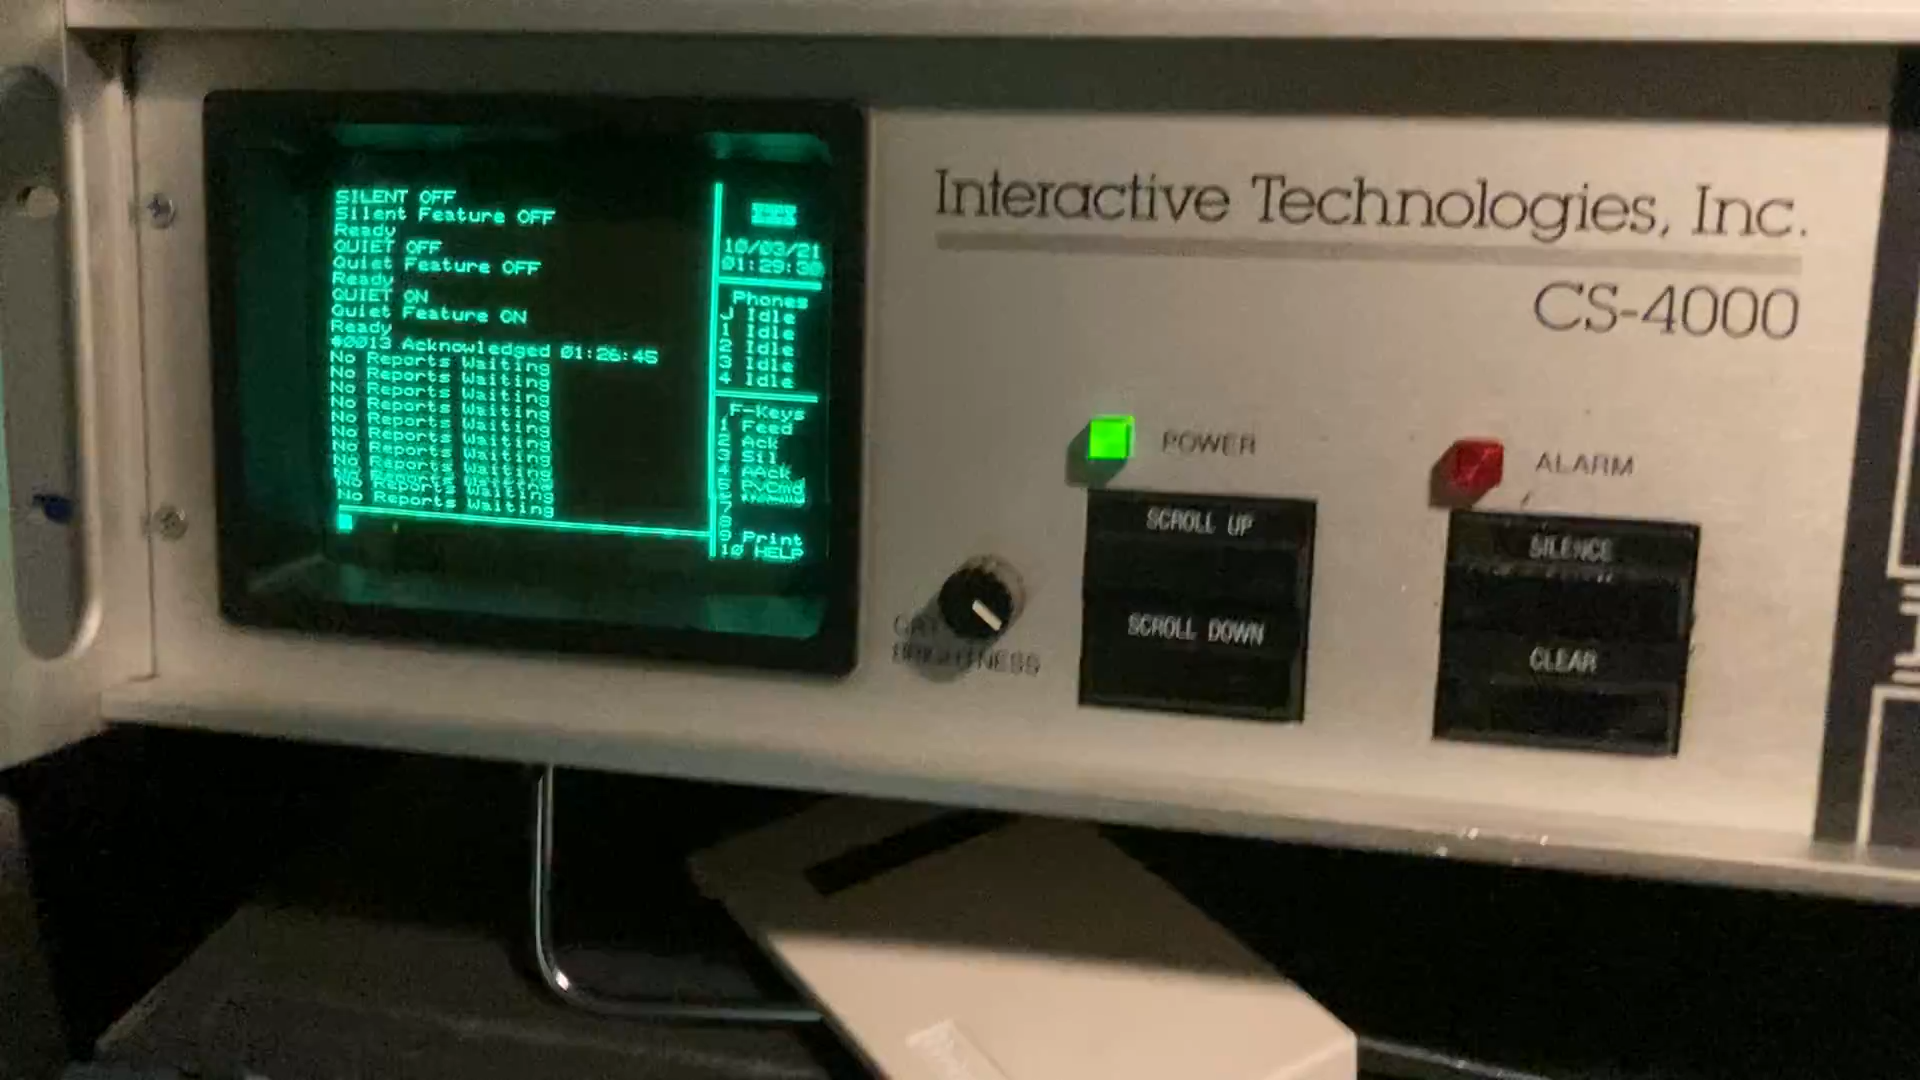 SILENT OFF
Silent Feature OFF
Ready
QUIET OFF
Quiet Feature OFF
Ready
QUIET ON
Quiet Feature ON
Ready
#0013 Acknowledged 01:26:45
No Reports Waiting
No Reports Waiting
No Reports Waiting
No Reports Waiting
No Reports Waiting
No Reports Waiting
No Reports Waiting
No Reports Waiting
No Reports Waiting
No Reports Waiting
10/03/21
01:29:30
Phones
J Idle
1 Idle
2 Idle
3 Idle
4 Idle
F-Keys
1 Feed
2 Ack
3 Sil
4 AAck
5 PVCmd
7
8
9 Print
10 HELP
Interactive Technologies, Inc.
CS-4000
POWER
ALARM
SCROLL UP
SCROLL DOWN
SILENCE
CLEAR
BRIGHTNESS